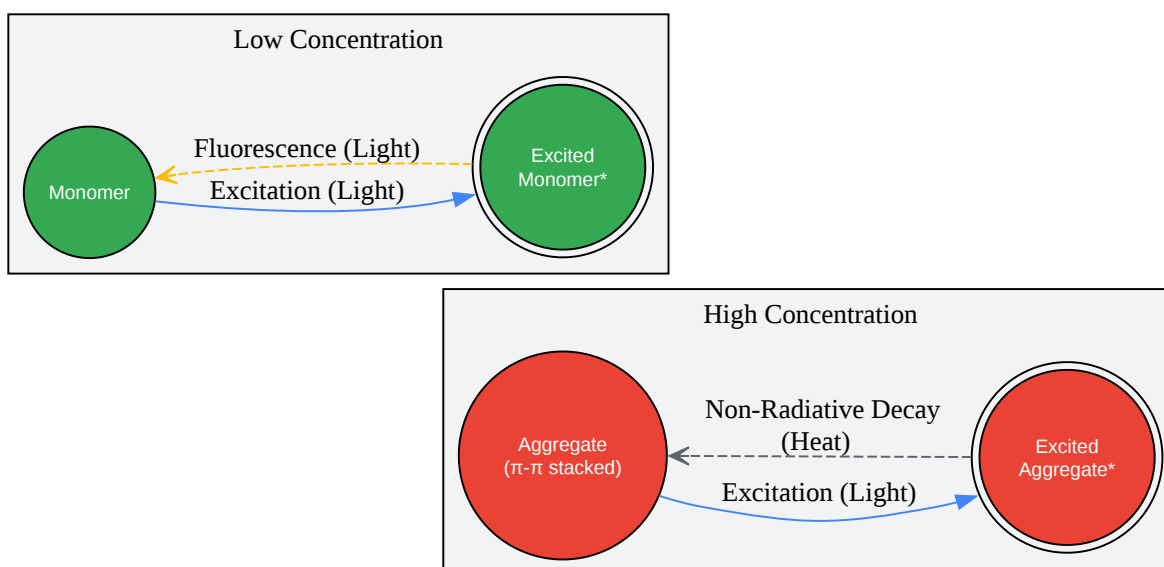 Low Concentration
Fluorescence (Light)
Excited
Monomer*
Monomer
Excitation (Light)
High Concentration
Non-Radiative Decay
(Heat)
Aggregate
(π-π stacked)
Excited
Aggregate*
Excitation (Light)